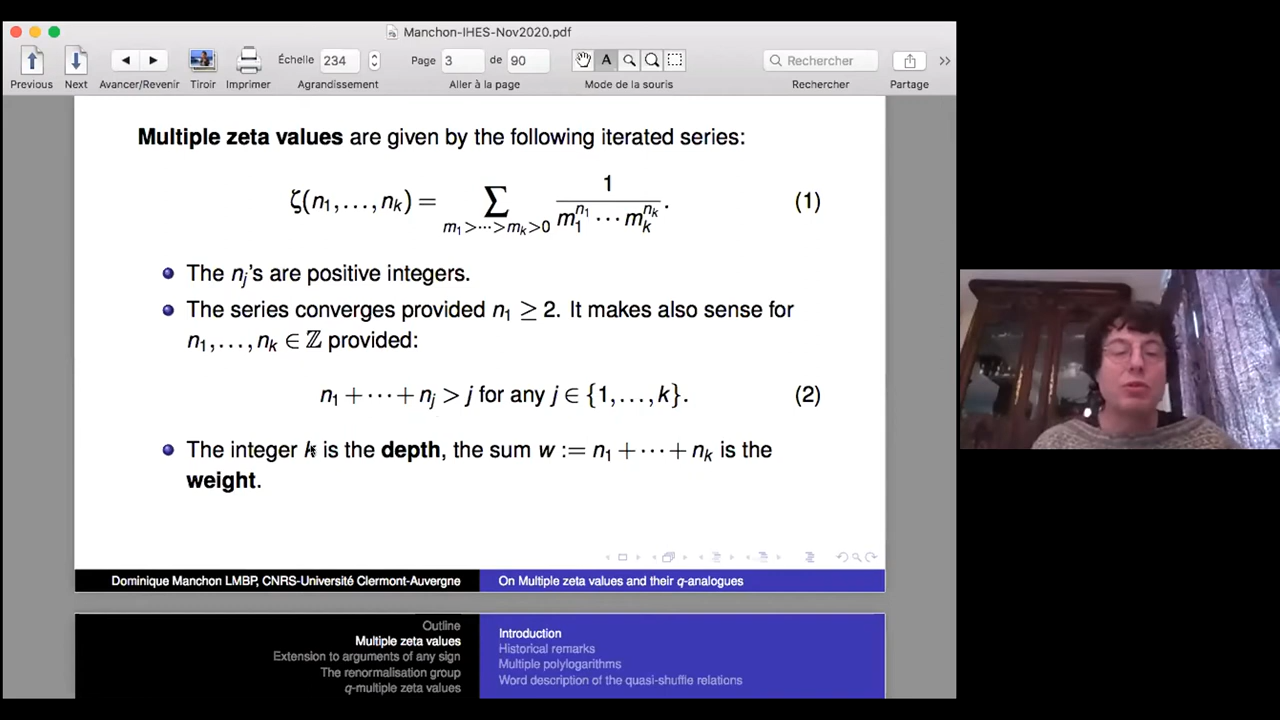 Manchon-IHES-Nov2020.pdf
Échelle 234 Page 3 de 90 Rechercher
Previous Next Avancer/Revenir Tiroir Imprimer Agrandissement Aller à la page Mode de la souris Rechercher Partage
Multiple zeta values are given by the following iterated series:
ζ(n₁,…,nₖ) = ∑_{m₁>⋯>mₖ>0} 1/(m₁^{n₁} ⋯ mₖ^{nₖ}). (1)
The nⱼ's are positive integers.
The series converges provided n₁ ≥ 2. It makes also sense for
n₁,…,nₖ ∈ ℤ provided:
n₁ + ⋯ + nⱼ > j for any j ∈ {1,…,k}. (2)
The integer k is the depth, the sum w := n₁ + ⋯ + nₖ is the
weight.
Dominique Manchon LMBP, CNRS-Université Clermont-Auvergne On Multiple zeta values and their q-analogues
Outline
Multiple zeta values
Extension to arguments of any sign
The renormalisation group
q-multiple zeta values
Introduction
Historical remarks
Multiple polylogarithms
Word description of the quasi-shuffle relations